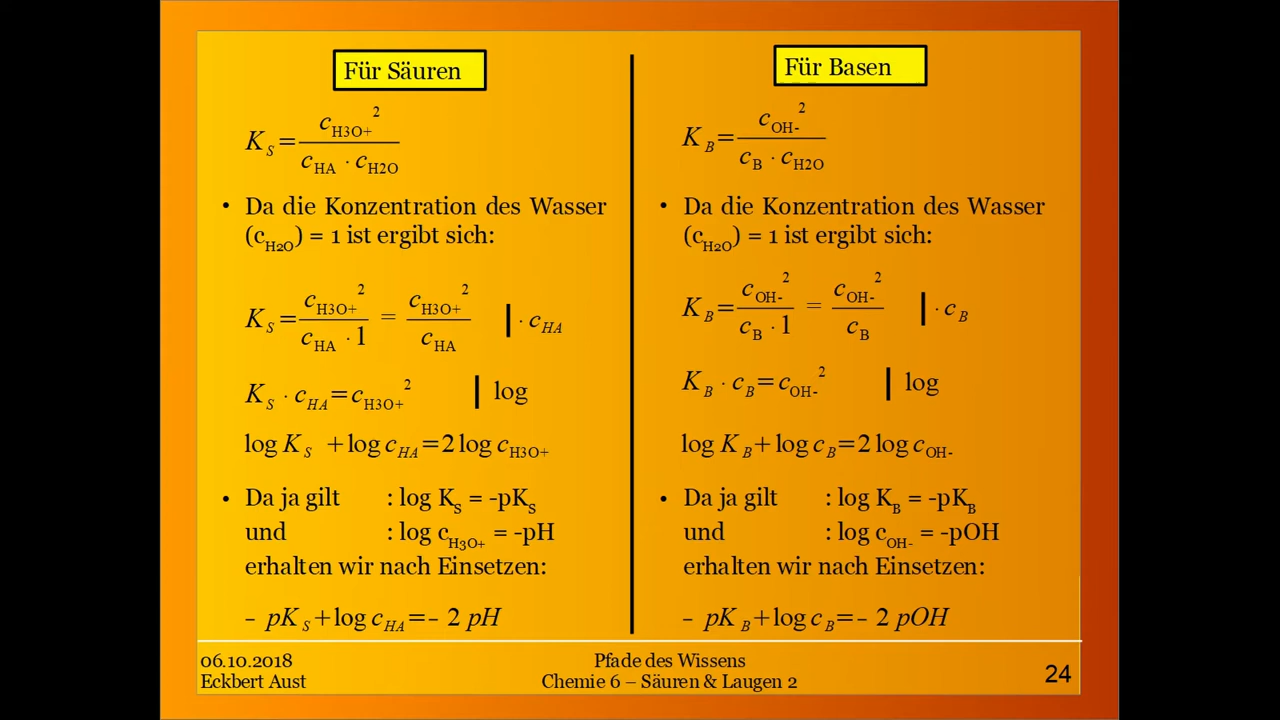 Für Säuren
K_S = c_H3O+² / (c_HA · c_H2O)
• Da die Konzentration des Wasser
(c_H2O) = 1 ist ergibt sich:
K_S = c_H3O+² / (c_HA · 1) = c_H3O+² / c_HA | · c_HA
K_S · c_HA = c_H3O+² | log
log K_S + log c_HA = 2 log c_H3O+
• Da ja gilt : log K_S = -pK_S
und : log c_H3O+ = -pH
erhalten wir nach Einsetzen:
– pK_S + log c_HA = – 2 pH
Für Basen
K_B = c_OH-² / (c_B · c_H2O)
• Da die Konzentration des Wasser
(c_H2O) = 1 ist ergibt sich:
K_B = c_OH-² / (c_B · 1) = c_OH-² / c_B | · c_B
K_B · c_B = c_OH-² | log
log K_B + log c_B = 2 log c_OH-
• Da ja gilt : log K_B = -pK_B
und : log c_OH- = -pOH
erhalten wir nach Einsetzen:
– pK_B + log c_B = – 2 pOH
06.10.2018
Eckbert Aust
Pfade des Wissens
Chemie 6 – Säuren & Laugen 2
24